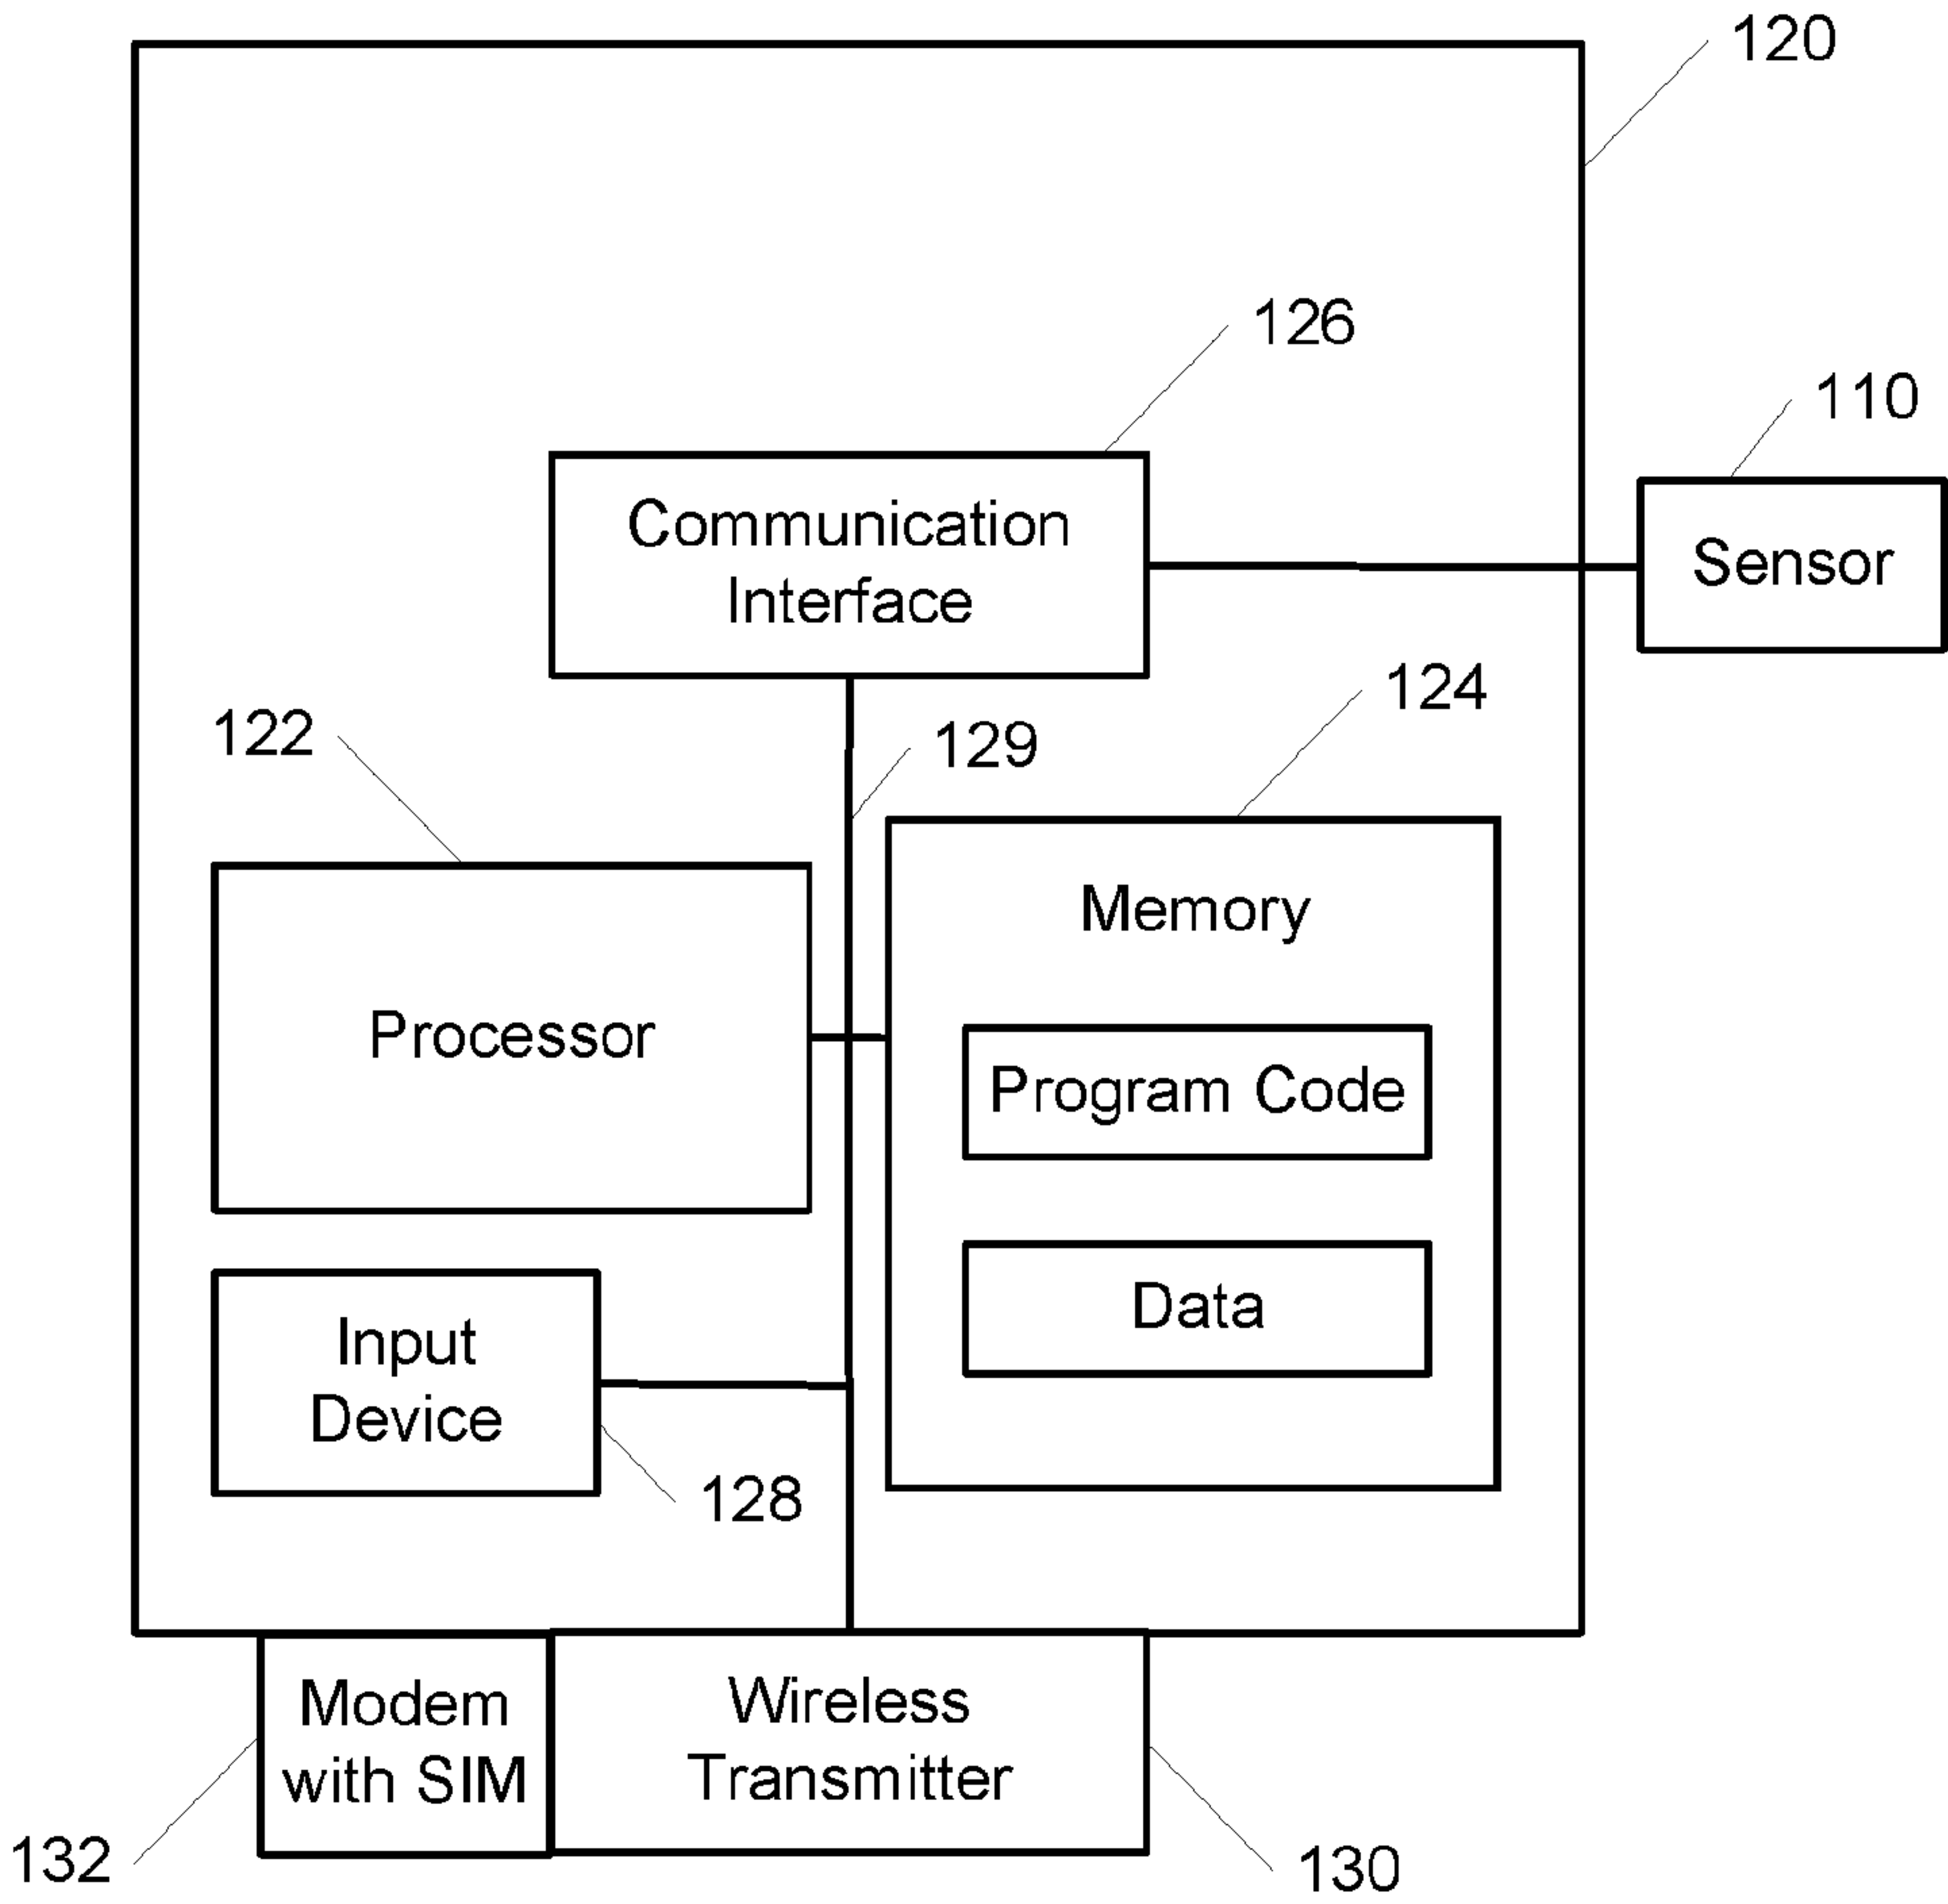 120
126
110
Communication
Interface
Sensor
124
122
129
Memory
Processor
Program Code
Data
Input
Device
128
Modem
with SIM
Wireless
Transmitter
132
130